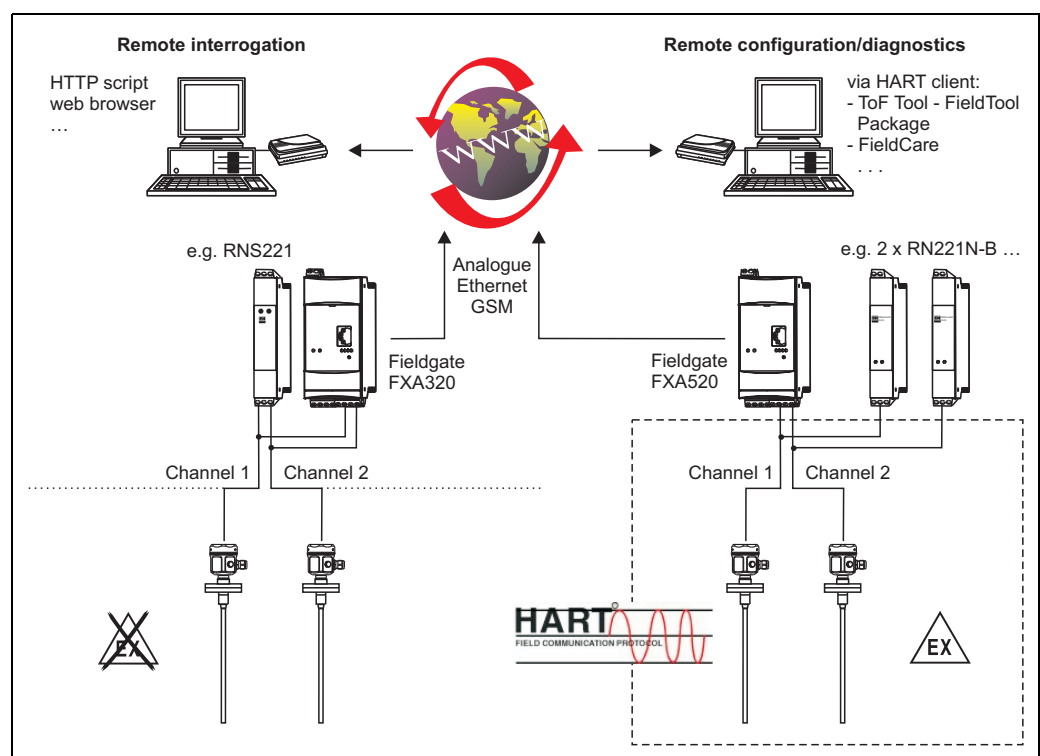 Remote interrogation
HTTP script
web browser
...
Remote configuration/diagnostics
via HART client:
- ToF Tool - FieldTool
Package
- FieldCare
. . .
WWW
e.g. RNS221
Analogue
Ethernet
GSM
e.g. 2 x RN221N-B ...
Fieldgate
FXA320
Fieldgate
FXA520
Channel 1
Channel 2
Channel 1
Channel 2
EX
HART
FIELD COMMUNICATION PROTOCOL
EX